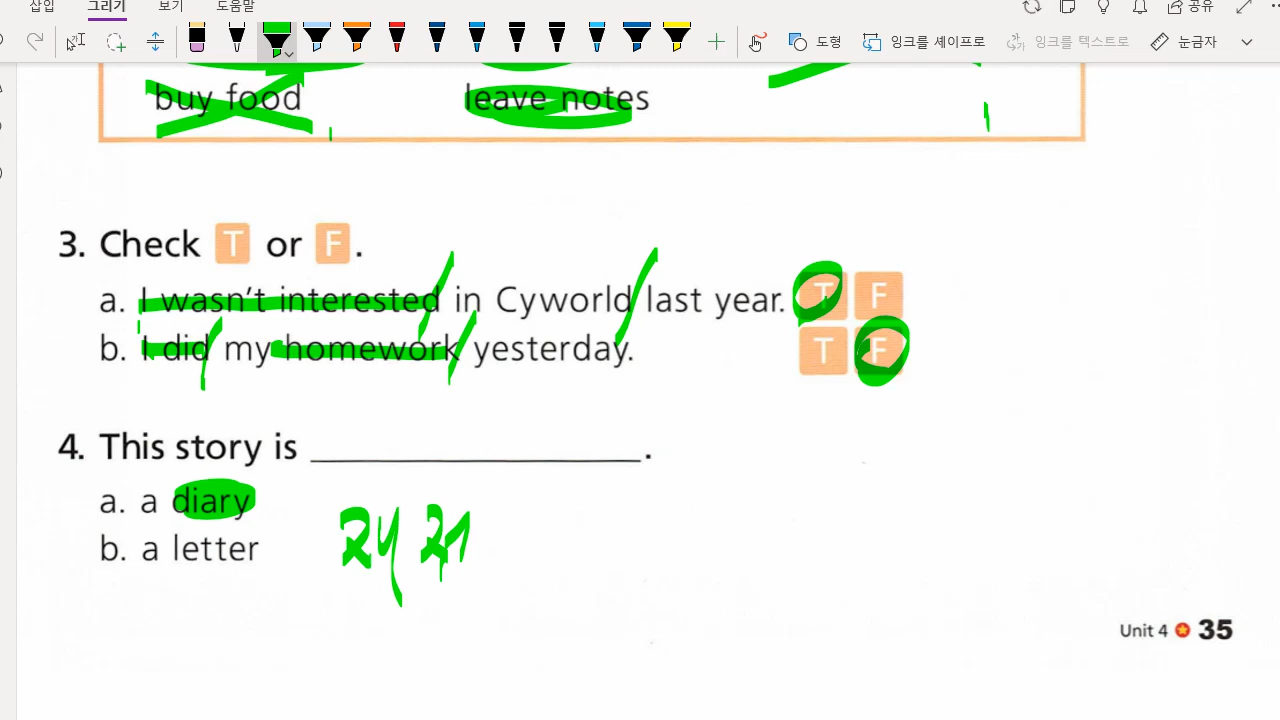 삽입 그리기 보기 도움말 공유
도형 잉크를 셰이프로 잉크를 텍스트로 눈금자
buy food leave notes
3. Check T or F.
a. I wasn't interested in Cyworld last year. T F
b. I did my homework yesterday. T F
4. This story is ____________________.
a. a diary
b. a letter
Unit 4 35